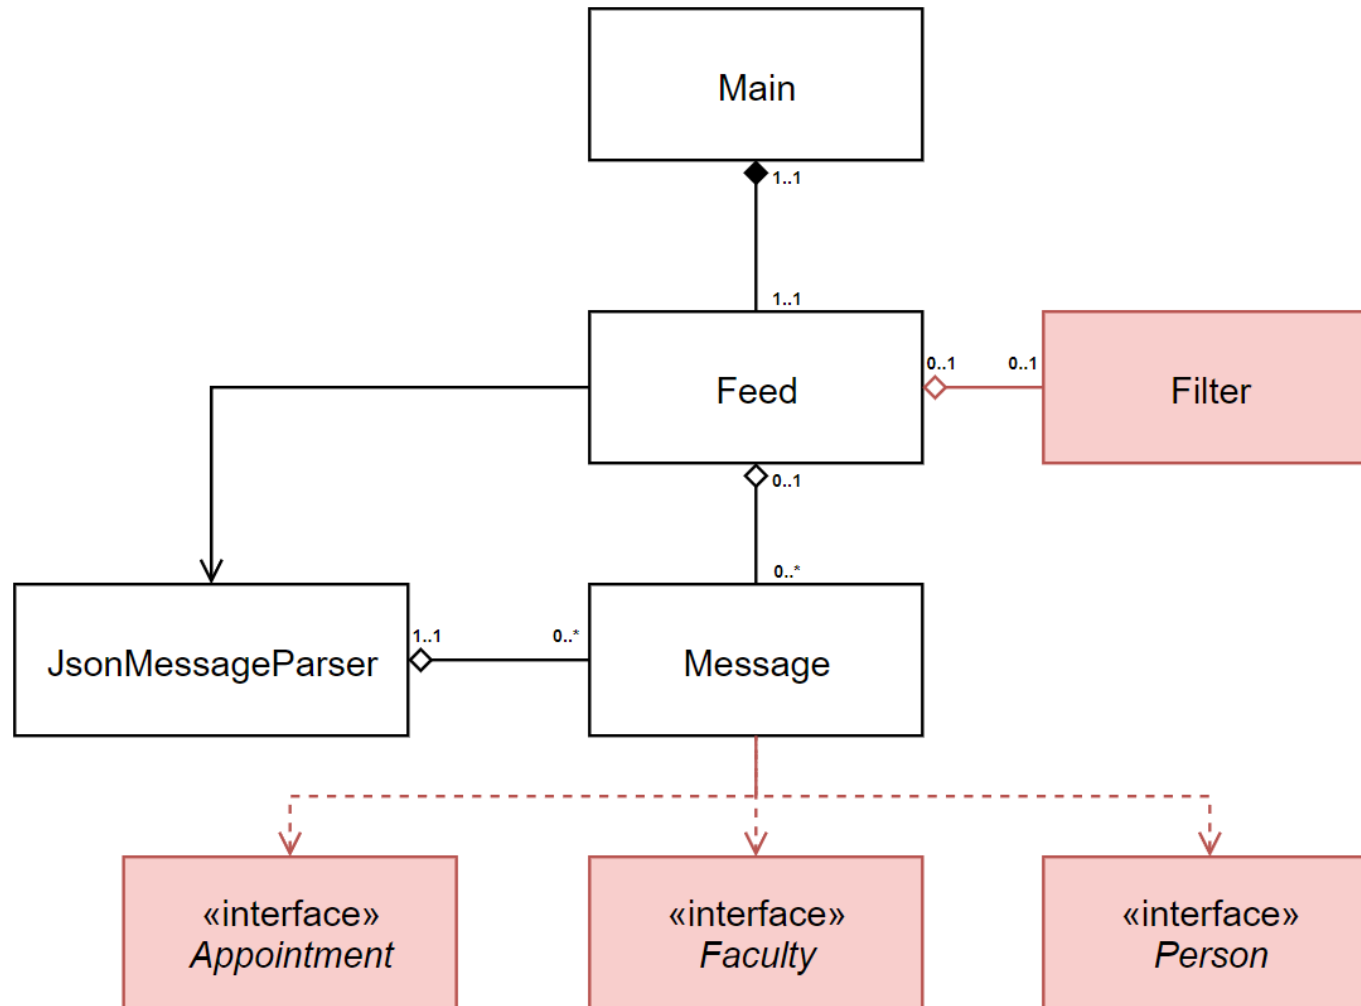 Main
1..1
1..1
Feed
0..1
0..1
Filter
0..1
0..*
JsonMessageParser
1..1
0..*
Message
«interface»
Appointment
«interface»
Faculty
«interface»
Person